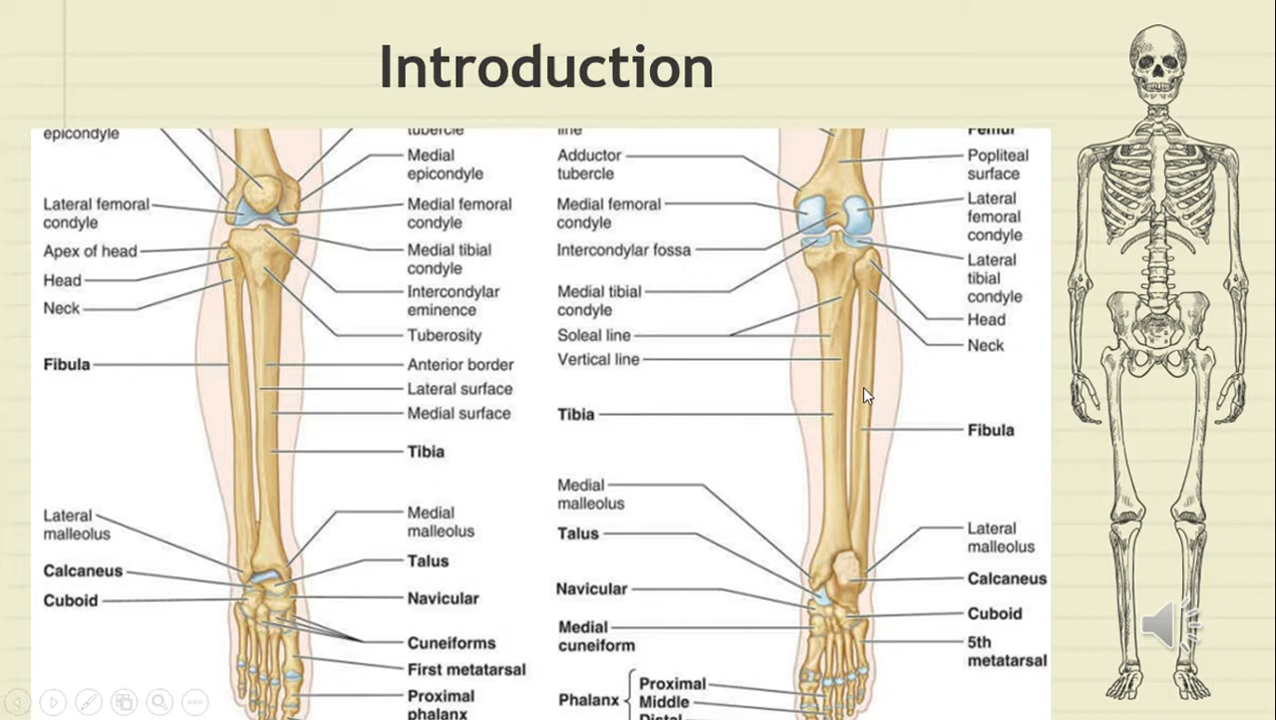 Introduction
epicondyle
Lateral femoral
condyle
Apex of head
Head
Neck
Fibula
Lateral
malleolus
Calcaneus
Cuboid
tubercle
Medial
epicondyle
Medial femoral
condyle
Medial tibial
condyle
Intercondylar
eminence
Tuberosity
Anterior border
Lateral surface
Medial surface
Tibia
Medial
malleolus
Talus
Navicular
Cuneiforms
First metatarsal
Proximal
phalanx
line
Adductor
tubercle
Medial femoral
condyle
Intercondylar fossa
Medial tibial
condyle
Soleal line
Vertical line
Tibia
Medial
malleolus
Talus
Navicular
Medial
cuneiform
Phalanx
Proximal
Middle
Distal
Femur
Popliteal
surface
Lateral
femoral
condyle
Lateral
tibial
condyle
Head
Neck
Fibula
Lateral
malleolus
Calcaneus
Cuboid
5th
metatarsal